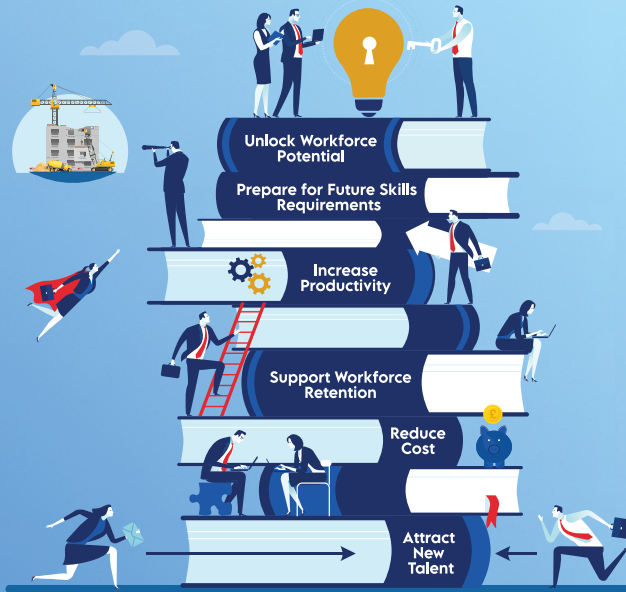 Unlock Workforce
Potential
Prepare for Future Skills
Requirements
Increase
Productivity
Support Workforce
Retention
Reduce
Cost
£
Attract
New
Talent